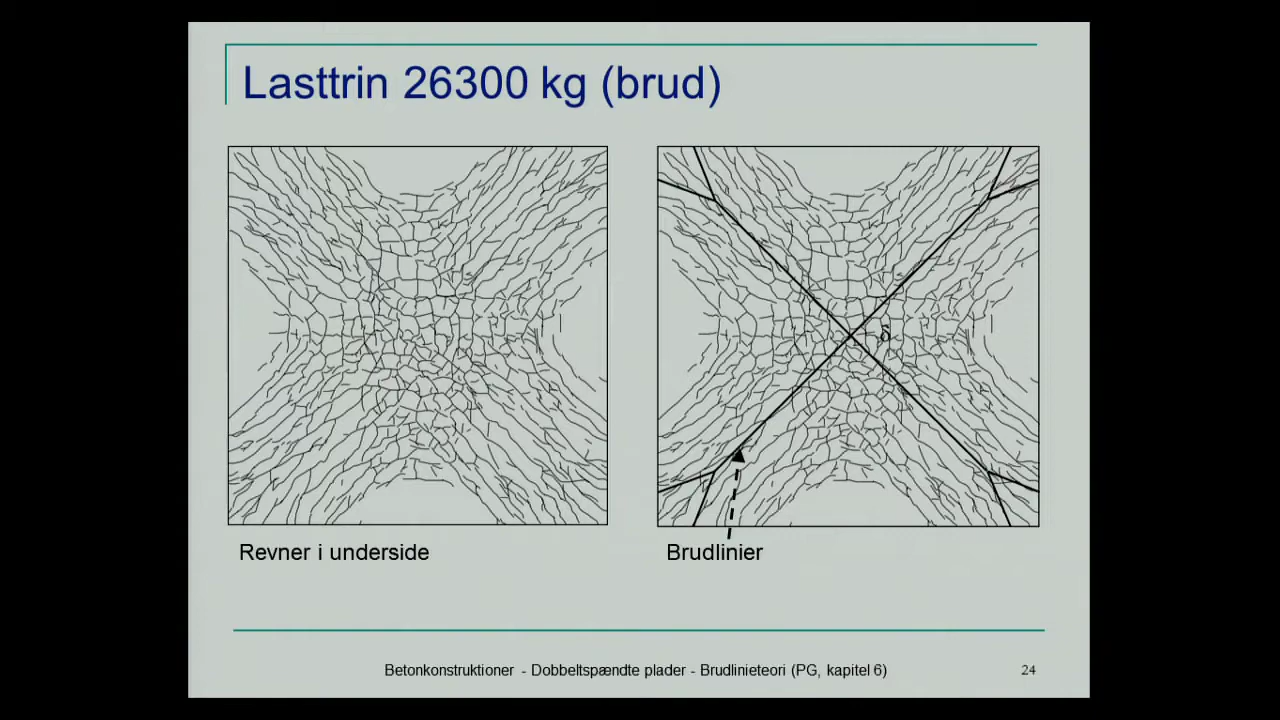 Lasttrin 26300 kg (brud)
δ
Revner i underside
Brudlinier
Betonkonstruktioner - Dobbeltspændte plader - Brudlinieteori (PG, kapitel 6)
24